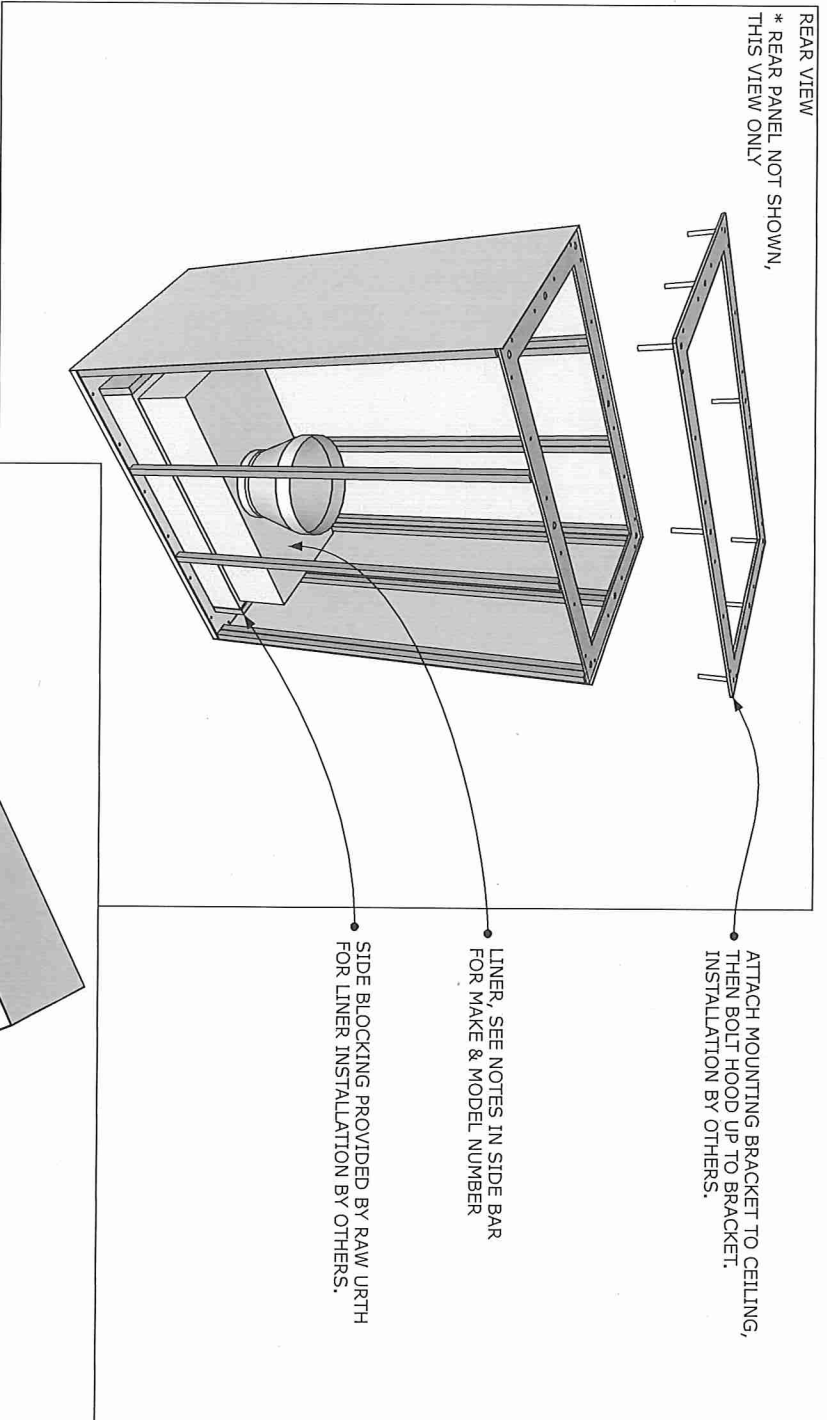 REAR VIEW
* REAR PANEL NOT SHOWN,
THIS VIEW ONLY
ATTACH MOUNTING BRACKET TO CEILING,
THEN BOLT HOOD UP TO BRACKET.
INSTALLATION BY OTHERS.
LINER, SEE NOTES IN SIDE BAR
FOR MAKE & MODEL NUMBER
SIDE BLOCKING PROVIDED BY RAW URTH
FOR LINER INSTALLATION BY OTHERS.